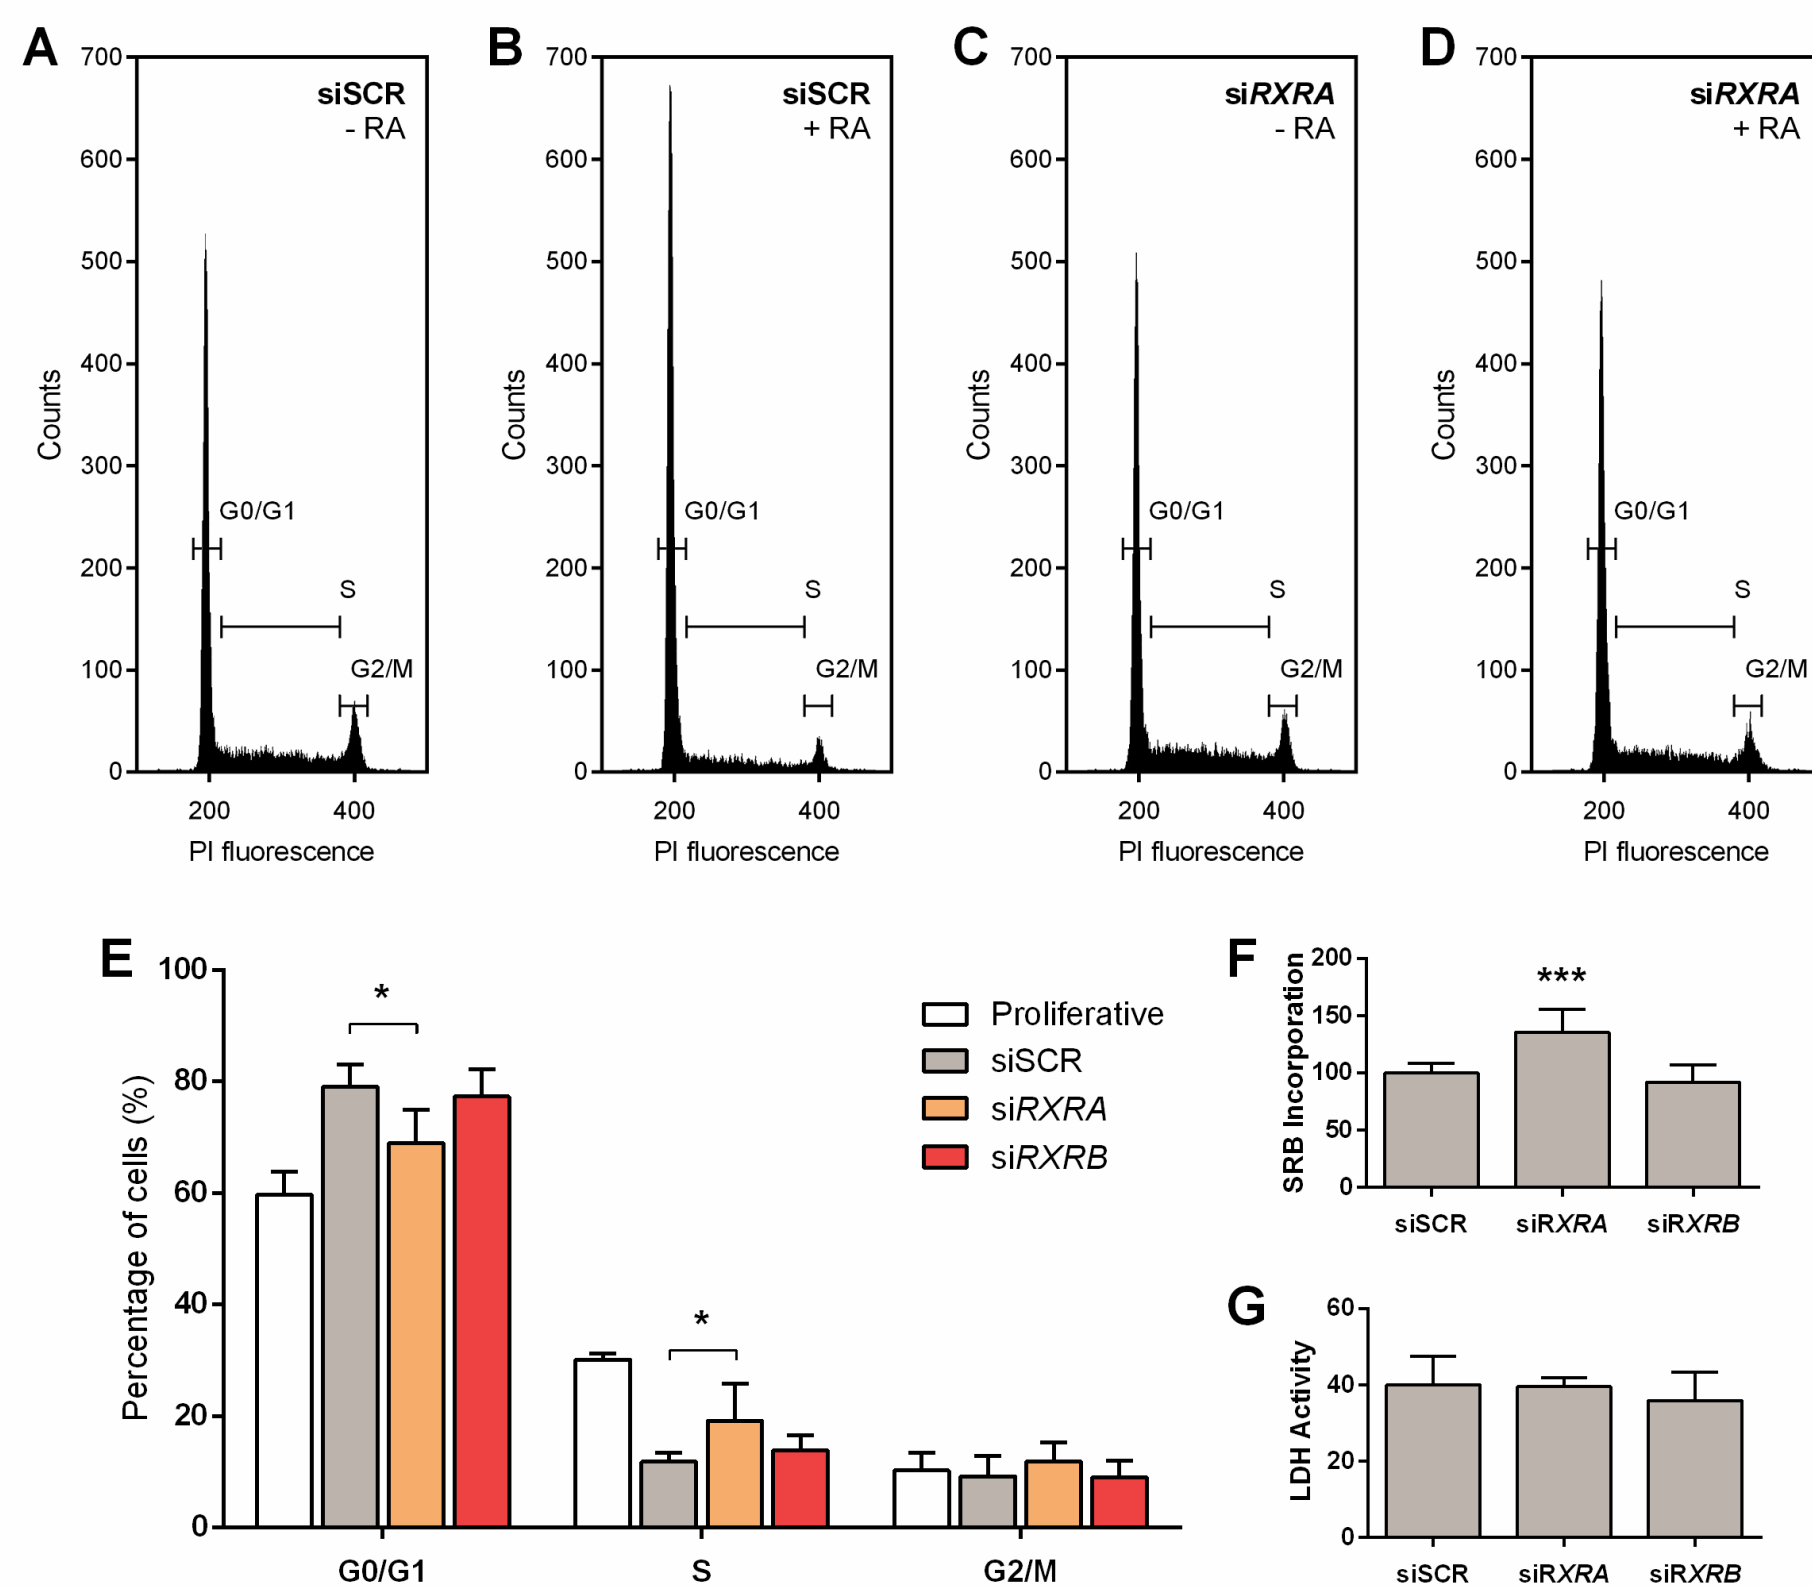 A
700
600
500
400
300
200
100
0
Counts
siSCR
- RA
G0/G1
S
G2/M
200 400
PI fluorescence
B
700
600
500
400
300
200
100
0
Counts
siSCR
+ RA
G0/G1
S
G2/M
200 400
PI fluorescence
C
700
600
500
400
300
200
100
0
Counts
siRXRA
- RA
G0/G1
S
G2/M
200 400
PI fluorescence
D
700
600
500
400
300
200
100
0
Counts
siRXRA
+ RA
G0/G1
S
G2/M
200 400
PI fluorescence
E
100
80
60
40
20
0
Percentage of cells (%)
*
*
G0/G1 S G2/M
Proliferative
siSCR
siRXRA
siRXRB
F
200
150
100
50
0
SRB Incorporation
***
siSCR siRXRA siRXRB
G
60
40
20
0
LDH Activity
siSCR siRXRA siRXRB